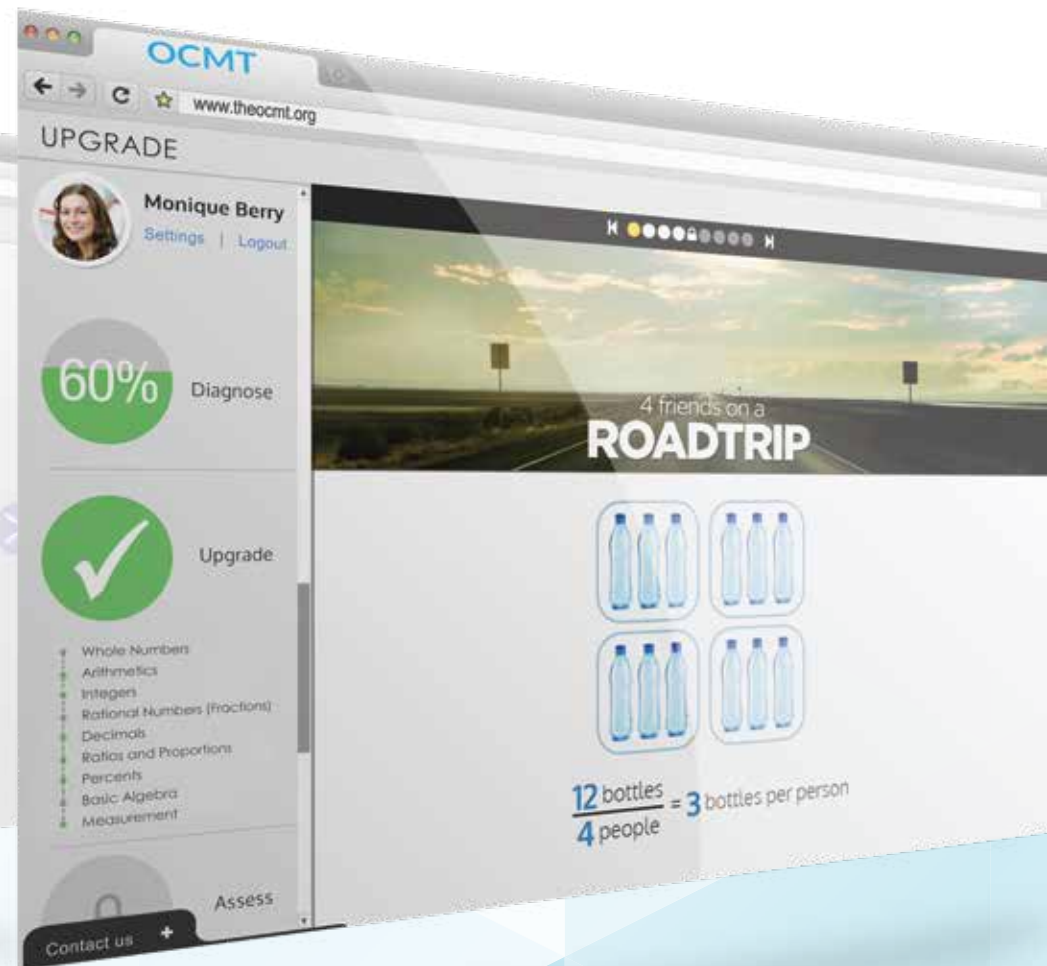 OCMT
www.theocmt.org
UPGRADE
Monique Berry
Settings | Logout
60%
Diagnose
Upgrade
Whole Numbers
Arithmetics
Integers
Rational Numbers (Fractions)
Decimals
Ratios and Proportions
Percents
Basic Algebra
Measurement
Assess
Contact us +
4 friends on a
ROADTRIP
12 bottles
4 people
= 3 bottles per person